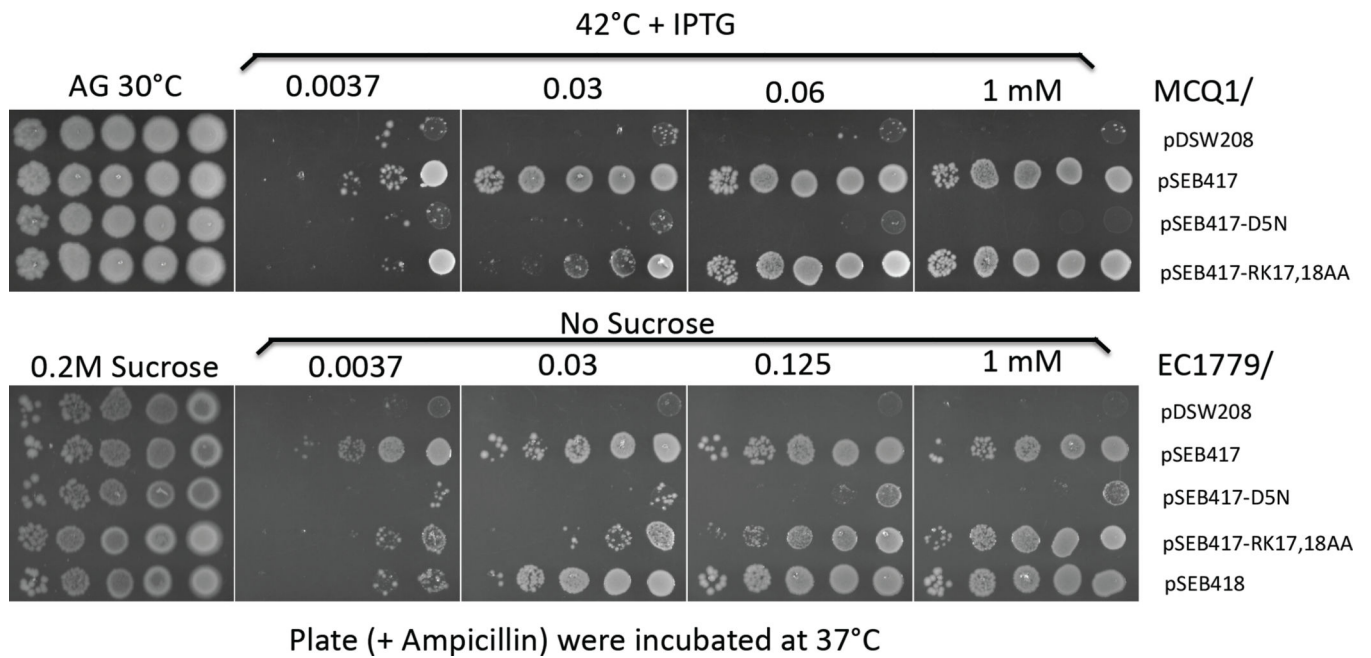 42°C + IPTG
AG 30°C 0.0037 0.03 0.06 1 mM MCQ1/
pDSW208
pSEB417
pSEB417-D5N
pSEB417-RK17,18AA
No Sucrose
0.2M Sucrose 0.0037 0.03 0.125 1 mM EC1779/
pDSW208
pSEB417
pSEB417-D5N
pSEB417-RK17,18AA
pSEB418
Plate (+ Ampicillin) were incubated at 37°C